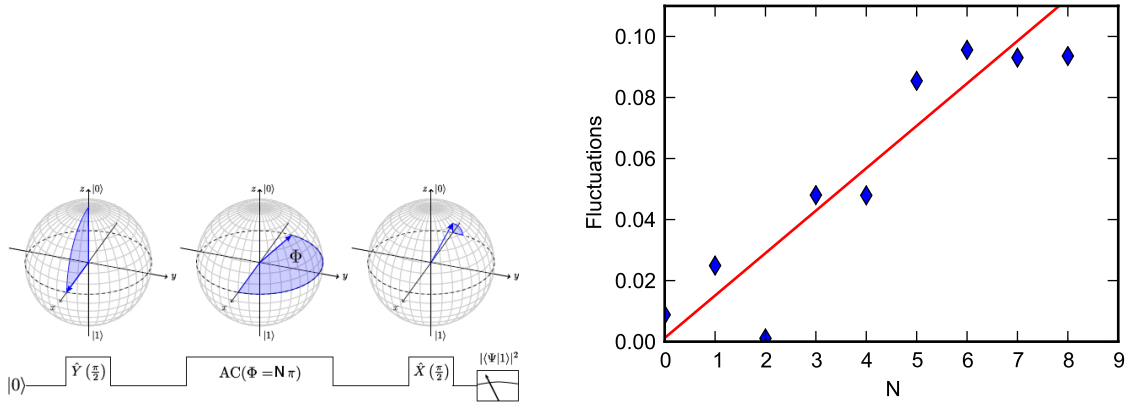 z |0⟩
y
x
|1⟩
z |0⟩
Φ
y
x
|1⟩
z |0⟩
y
x
|1⟩
|0⟩
Ŷ (π/2)
AC(Φ = N π)
X̂ (π/2)
|⟨Ψ|1⟩|²
Fluctuations
0.10
0.08
0.06
0.04
0.02
0.00
0 1 2 3 4 5 6 7 8 9
N